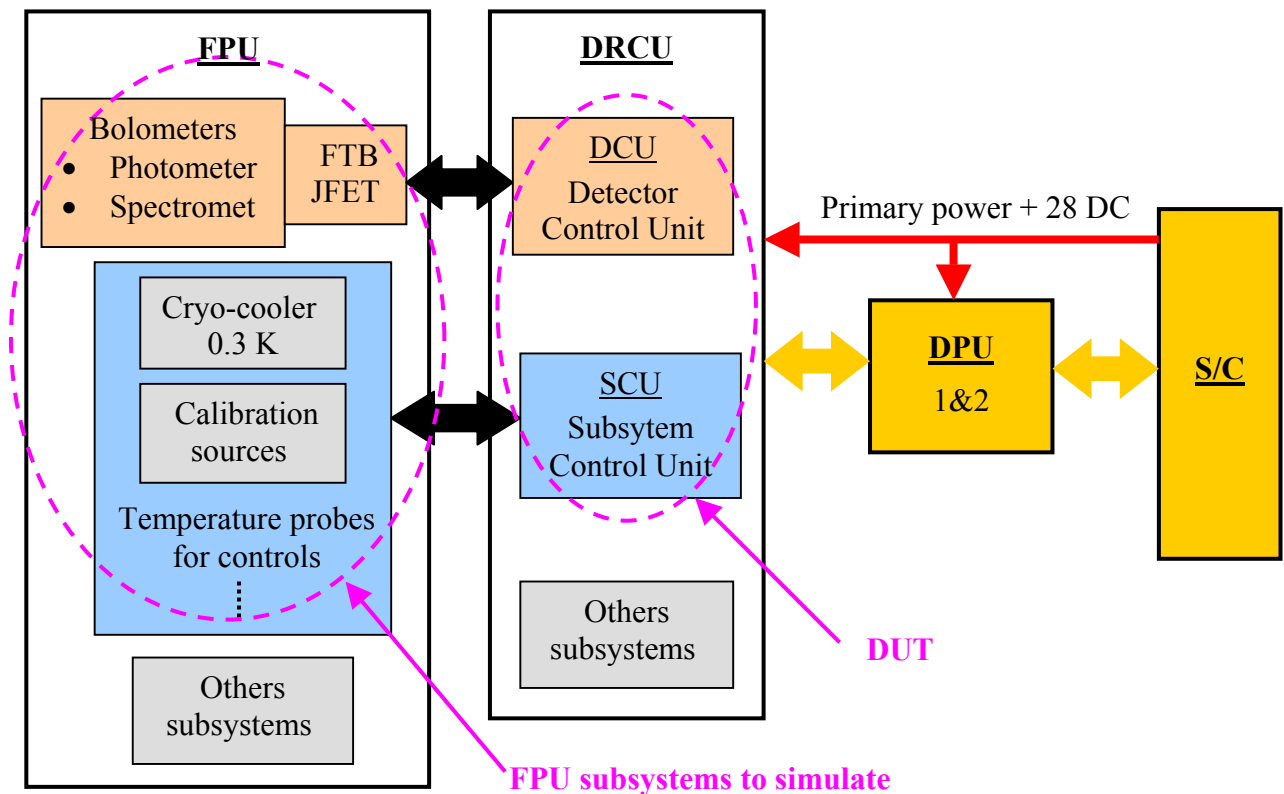 FPU
Bolometers
• Photometer
• Spectromet
FTB
JFET
Cryo-cooler
0.3 K
Calibration
sources
Temperature probes
for controls
Others
subsystems
DRCU
DCU
Detector
Control Unit
SCU
Subsytem
Control Unit
Others
subsystems
Primary power + 28 DC
DPU
1&2
S/C
DUT
FPU subsystems to simulate